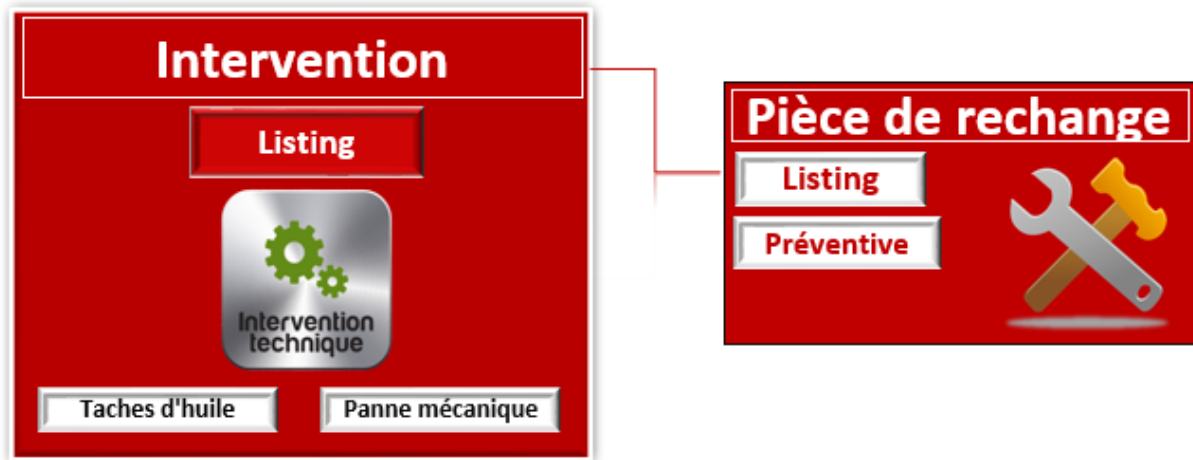 Intervention
Listing
Intervention
technique
Taches d'huile
Panne mécanique
Pièce de rechange
Listing
Préventive